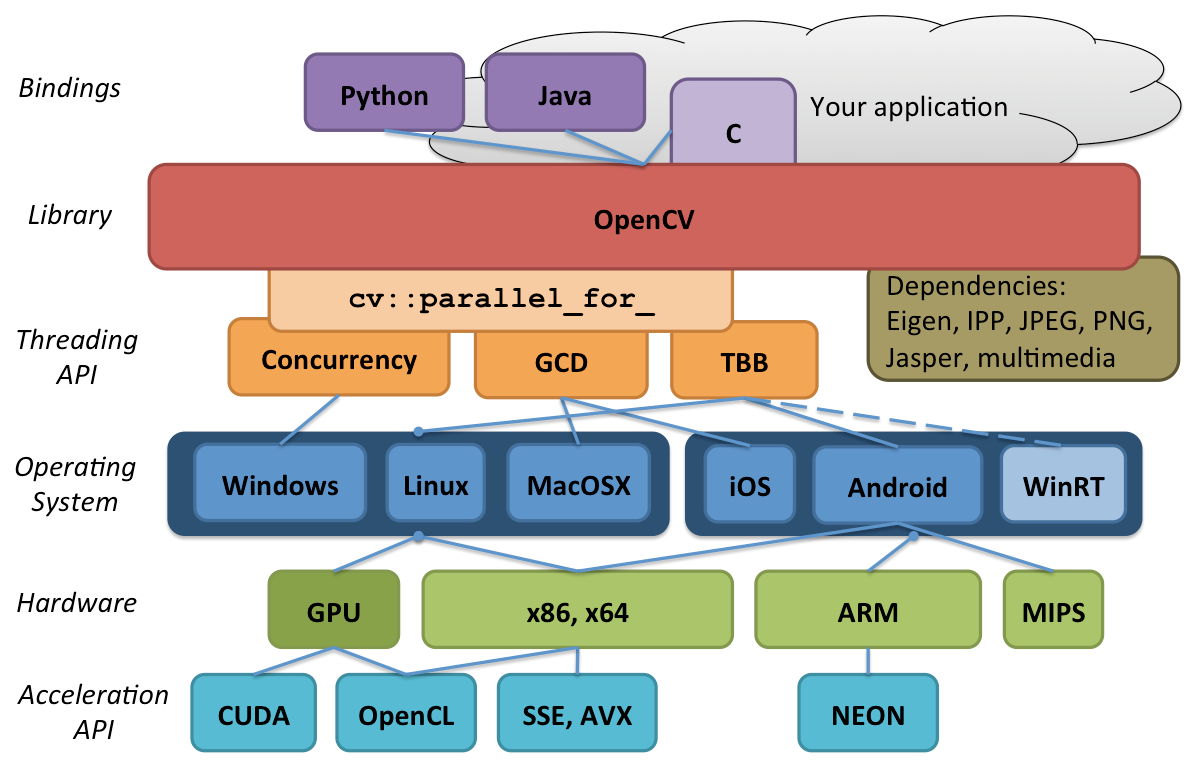 Bindings
Python
Java
C
Your application
Library
OpenCV
cv::parallel_for_
Dependencies:
Eigen, IPP, JPEG, PNG,
Jasper, multimedia
Threading
API
Concurrency
GCD
TBB
Operating
System
Windows
Linux
MacOSX
iOS
Android
WinRT
Hardware
GPU
x86, x64
ARM
MIPS
Acceleration
API
CUDA
OpenCL
SSE, AVX
NEON